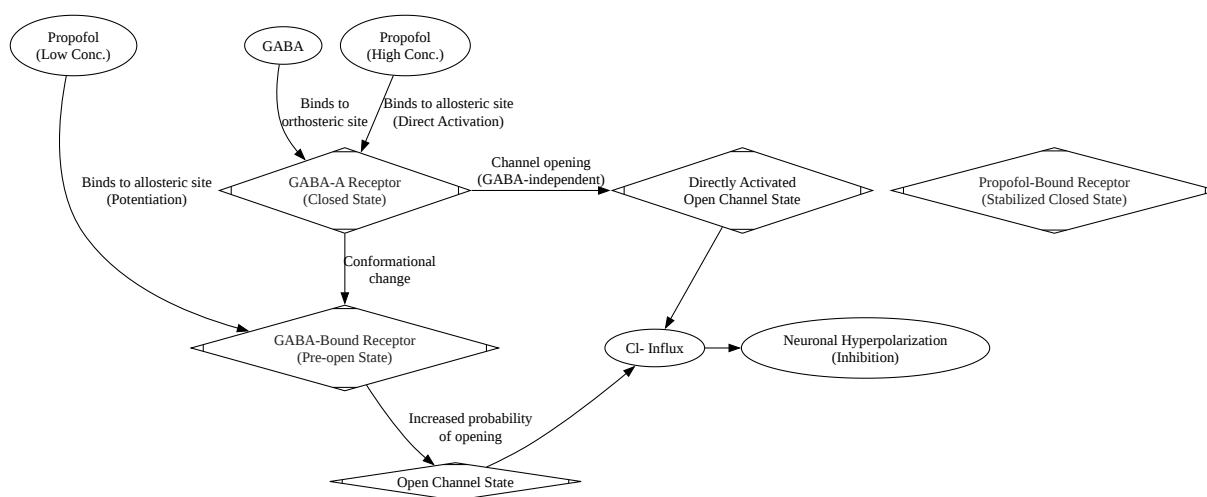 Propofol
(Low Conc.)
GABA
Propofol
(High Conc.)
Binds to
orthosteric site
Binds to allosteric site
(Direct Activation)
Binds to allosteric site
(Potentiation)
GABA-A Receptor
(Closed State)
Channel opening
(GABA-independent)
Directly Activated
Open Channel State
Propofol-Bound Receptor
(Stabilized Closed State)
Conformational
change
GABA-Bound Receptor
(Pre-open State)
Cl- Influx
Neuronal Hyperpolarization
(Inhibition)
Increased probability
of opening
Open Channel State